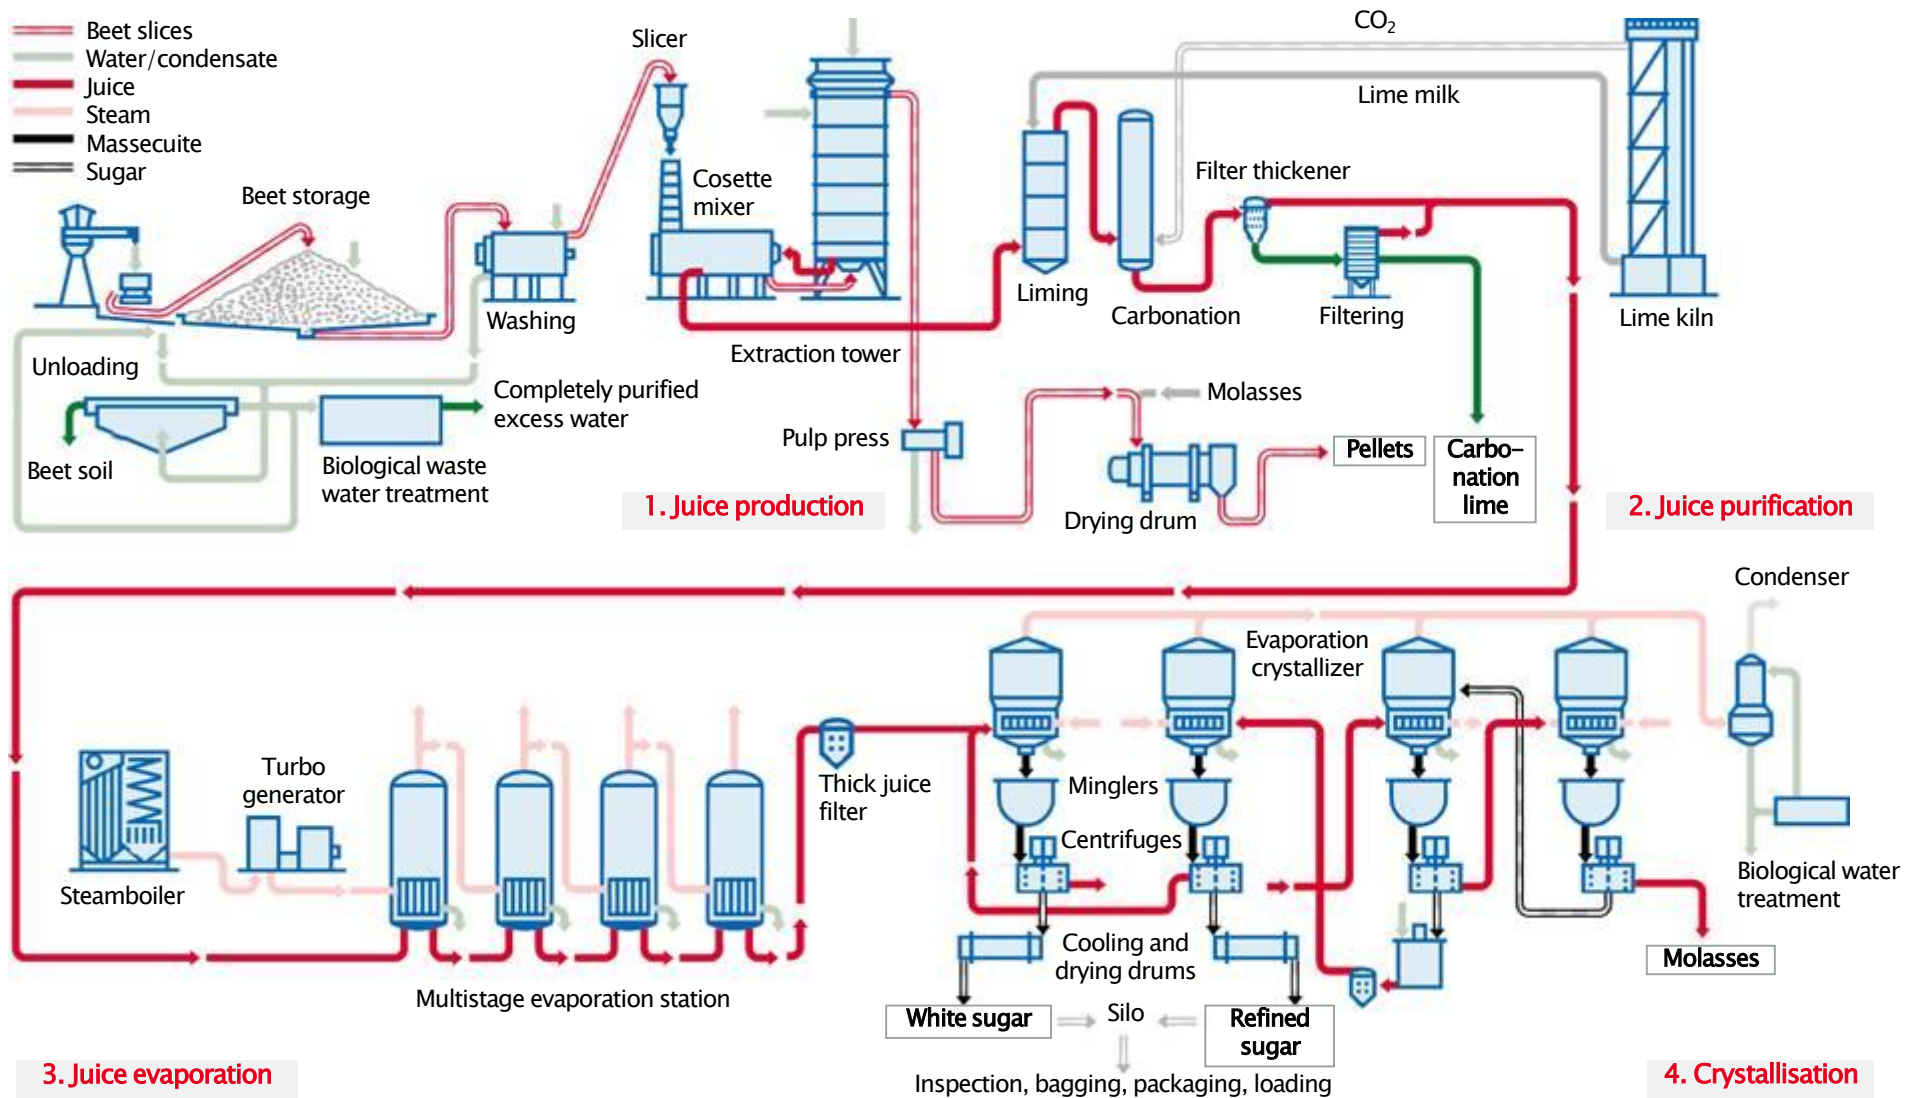 Beet slices
Water/condensate
Juice
Steam
Massecuite
Sugar
Beet storage
Unloading
Beet soil
Washing
Slicer
Cosette
mixer
Extraction tower
Completely purified
excess water
Biological waste
water treatment
Pulp press
1. Juice production
Molasses
Drying drum
Pellets
CO₂
Lime milk
Liming
Carbonation
Filter thickener
Filtering
Lime kiln
Carbo–
nation
lime
2. Juice purification
Steamboiler
Turbo
generator
Multistage evaporation station
Thick juice
filter
3. Juice evaporation
Evaporation
crystallizer
Condenser
Minglers
Centrifuges
Cooling and
drying drums
White sugar
Silo
Refined
sugar
Inspection, bagging, packaging, loading
Biological water
treatment
Molasses
4. Crystallisation